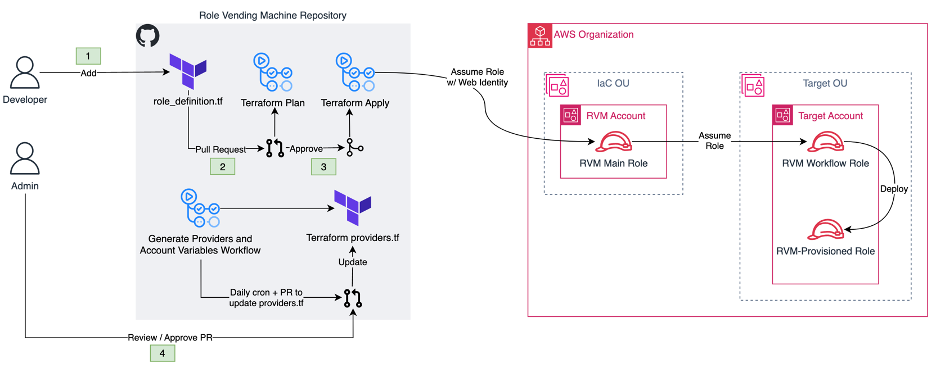 Role Vending Machine Repository
1
Add
Developer
role_definition.tf
Terraform Plan
Terraform Apply
Pull Request
Approve
2
3
Admin
Generate Providers and
Account Variables Workflow
Terraform providers.tf
Update
Daily cron + PR to
update providers.tf
Review / Approve PR
4
Assume Role
w/ Web Identity
AWS Organization
IaC OU
RVM Account
RVM Main Role
Assume
Role
Target OU
Target Account
RVM Workflow Role
Deploy
RVM-Provisioned Role